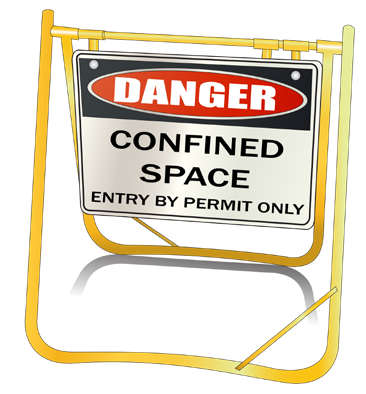 DANGER
CONFINED
SPACE
ENTRY BY PERMIT ONLY